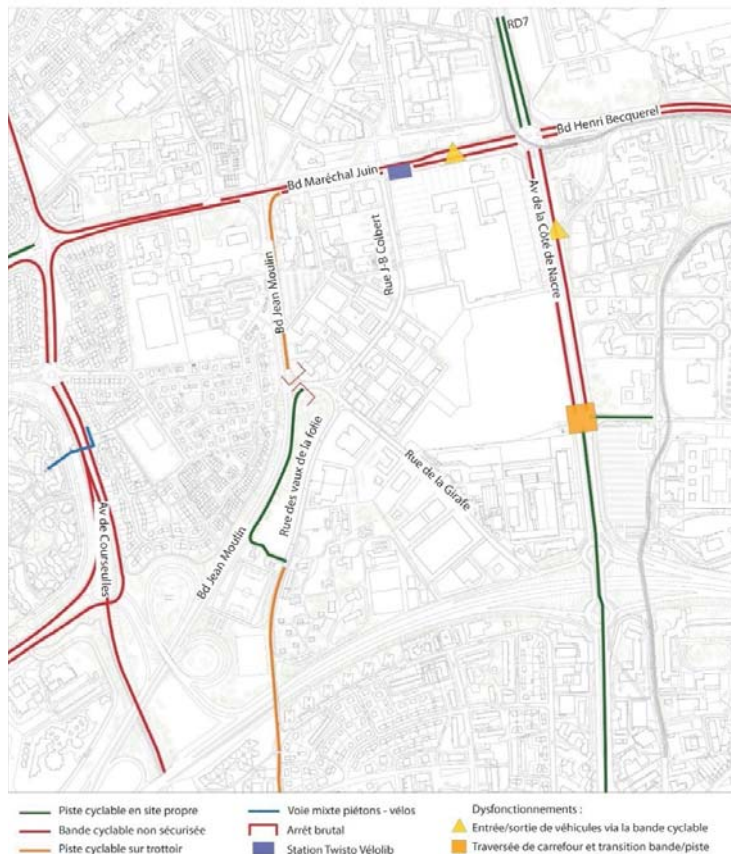 RD7
Bd Henri Becquerel
Bd Maréchal Juin
Av de la Côté de Nacre
Rue J-B Colbert
Bd Jean Moulin
Rue des vaux de la folie
Rue de la Girafe
Av de Courseulles
Bd Jean Moulin
Piste cyclable en site propre
Bande cyclable non sécurisée
Piste cyclable sur trottoir
Voie mixte piétons - vélos
Arrêt brutal
Station Twisto Vélolib
Dysfonctionnements :
Entrée/sortie de véhicules via la bande cyclable
Traversée de carrefour et transition bande/piste